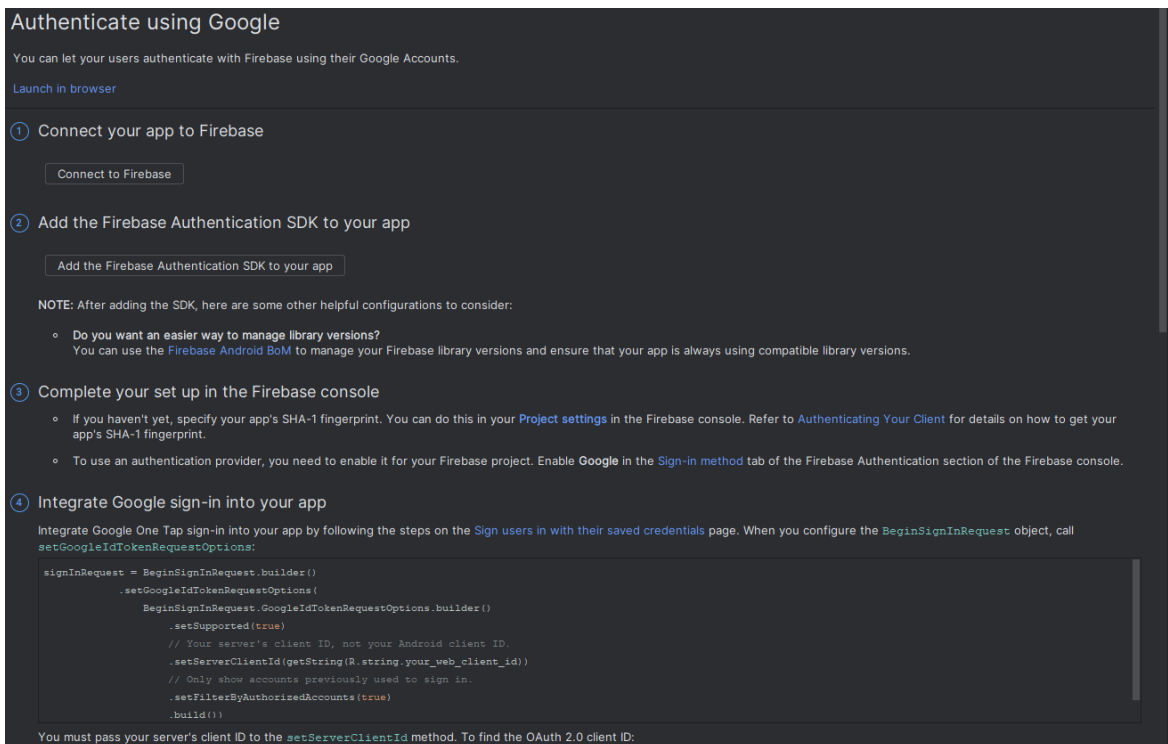 Authenticate using Google
You can let your users authenticate with Firebase using their Google Accounts.
Launch in browser
1 Connect your app to Firebase
Connect to Firebase
2 Add the Firebase Authentication SDK to your app
Add the Firebase Authentication SDK to your app
NOTE: After adding the SDK, here are some other helpful configurations to consider:
Do you want an easier way to manage library versions?
You can use the Firebase Android BoM to manage your Firebase library versions and ensure that your app is always using compatible library versions.
3 Complete your set up in the Firebase console
If you haven't yet, specify your app's SHA-1 fingerprint. You can do this in your Project settings in the Firebase console. Refer to Authenticating Your Client for details on how to get your
app's SHA-1 fingerprint.
To use an authentication provider, you need to enable it for your Firebase project. Enable Google in the Sign-in method tab of the Firebase Authentication section of the Firebase console.
4 Integrate Google sign-in into your app
Integrate Google One Tap sign-in into your app by following the steps on the Sign users in with their saved credentials page. When you configure the BeginSignInRequest object, call
setGoogleIdTokenRequestOptions:
signInRequest = BeginSignInRequest.builder()
.setGoogleIdTokenRequestOptions(
BeginSignInRequest.GoogleIdTokenRequestOptions.builder()
.setSupported(true)
// Your server's client ID, not your Android client ID.
.setServerClientId(getString(R.string.your_web_client_id))
// Only show accounts previously used to sign in.
.setFilterByAuthorizedAccounts(true)
.build())
You must pass your server's client ID to the setServerClientId method. To find the OAuth 2.0 client ID: